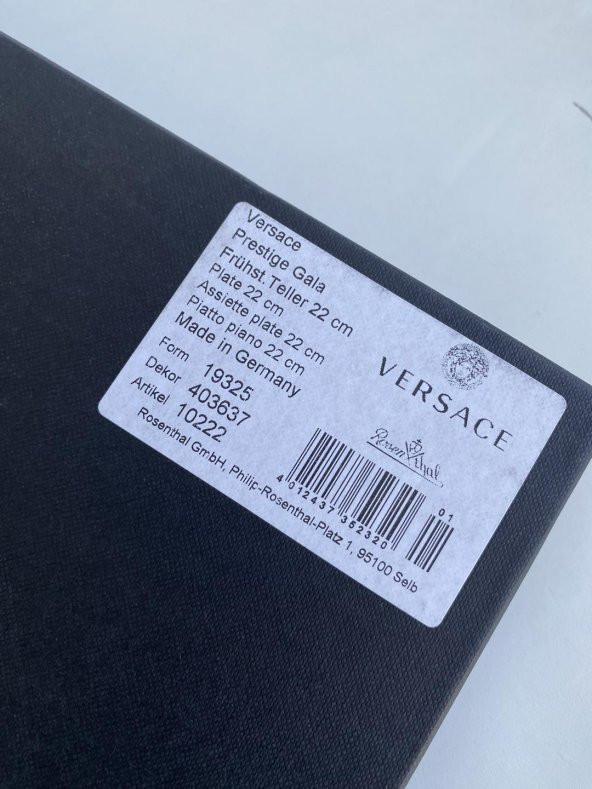 Versace
Prestige Gala
Frühst.Teller 22 cm
Plate 22 cm
Assiette plate 22 cm
Piatto piano 22 cm
Made in Germany
Form 19325
Dekor 403637
Artikel 10222
VERSACE
Rosenthal
01
4 012437 352320
Rosenthal GmbH, Philip-Rosenthal-Platz 1, 95100 Selb